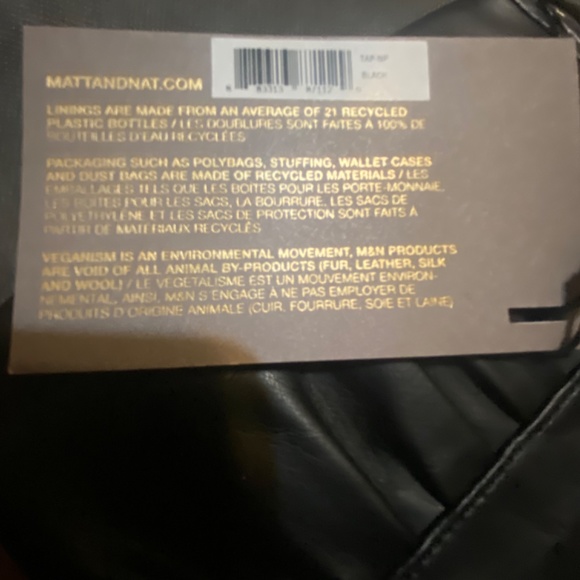 MATTANDNAT.COM
BLACK
LININGS ARE MADE FROM AN AVERAGE OF 21 RECYCLED
PLASTIC BOTTLES / LES DOUBLURES SONT FAITES À 100% DE
BOUTEILLES D'EAU RECYCLÉES
PACKAGING SUCH AS POLYBAGS, STUFFING, WALLET CASES
AND DUST BAGS ARE MADE OF RECYCLED MATERIALS / LES
EMBALLAGES TELS QUE LES BOITES POUR LES PORTE-MONNAIE,
LES BOITES POUR LES SACS, LA BOURRURE, LES SACS DE
POLYETHYLÈNE ET LES SACS DE PROTECTION SONT FAITS À
PARTIR DE MATÉRIAUX RECYCLÉS
VEGANISM IS AN ENVIRONMENTAL MOVEMENT, M&N PRODUCTS
ARE VOID OF ALL ANIMAL BY-PRODUCTS (FUR, LEATHER, SILK
AND WOOL) / LE VEGETALISME EST UN MOUVEMENT ENVIRON-
NEMENTAL, AINSI, M&N S'ENGAGE À NE PAS EMPLOYER DE
PRODUITS D'ORIGINE ANIMALE (CUIR, FOURRURE, SOIE ET LAINE)